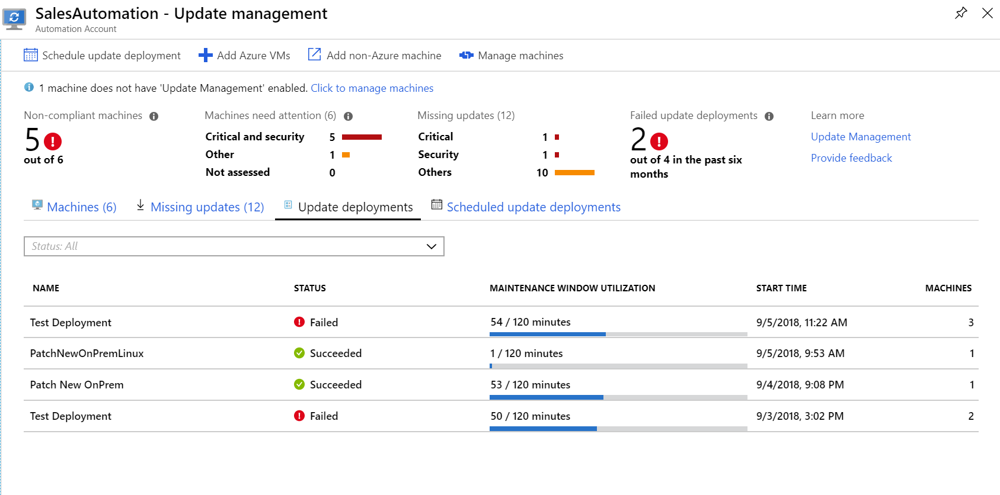 SalesAutomation - Update management
Automation Account
Schedule update deployment Add Azure VMs Add non-Azure machine Manage machines
1 machine does not have 'Update Management' enabled. Click to manage machines
Non-compliant machines
5
out of 6
Machines need attention (6)
Critical and security 5
Other 1
Not assessed 0
Missing updates (12)
Critical 1
Security 1
Others 10
Failed update deployments
2
out of 4 in the past six
months
Learn more
Update Management
Provide feedback
Machines (6) Missing updates (12) Update deployments Scheduled update deployments
Status: All
NAME STATUS MAINTENANCE WINDOW UTILIZATION START TIME MACHINES
Test Deployment Failed 54 / 120 minutes 9/5/2018, 11:22 AM 3
PatchNewOnPremLinux Succeeded 1 / 120 minutes 9/5/2018, 9:53 AM 1
Patch New OnPrem Succeeded 53 / 120 minutes 9/4/2018, 9:08 PM 1
Test Deployment Failed 50 / 120 minutes 9/3/2018, 3:02 PM 2